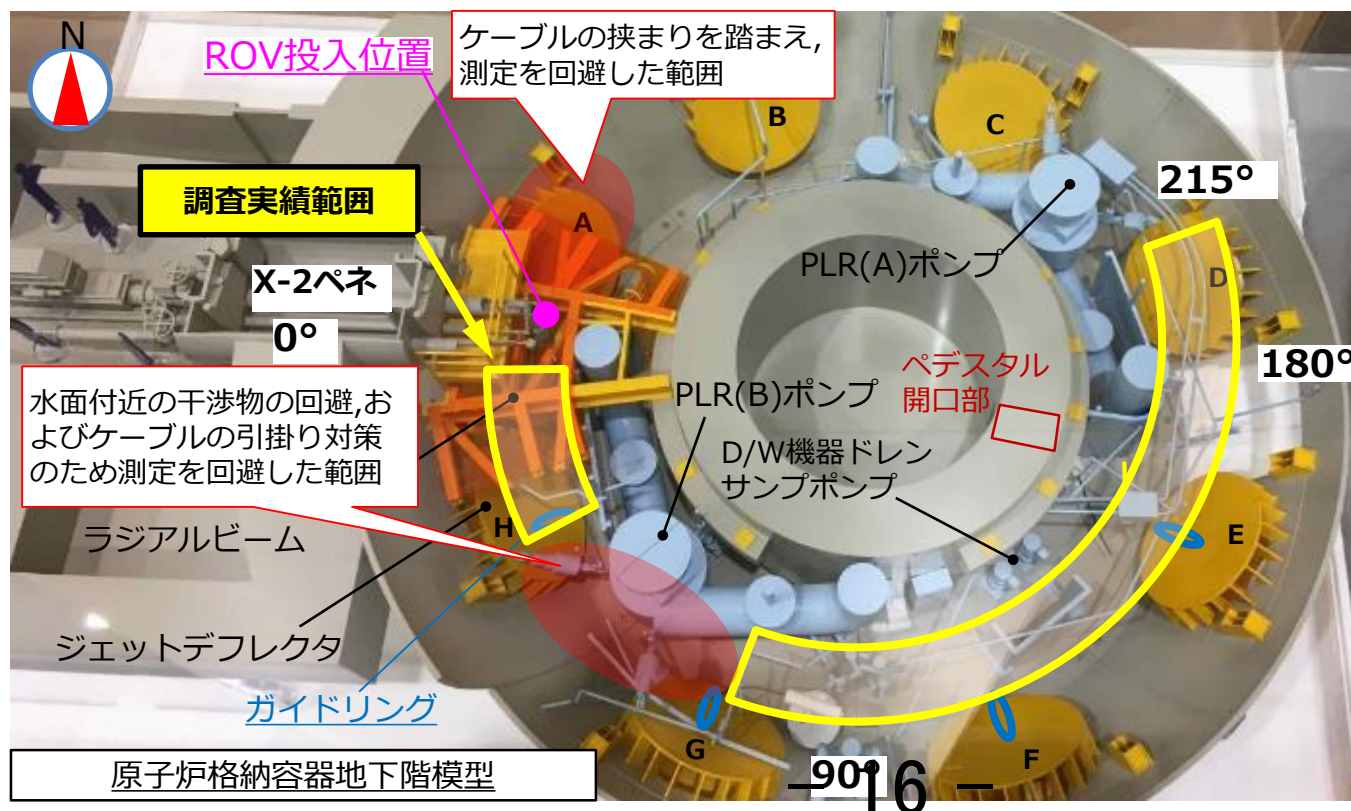 N
ROV投入位置
ケーブルの挟まりを踏まえ,
測定を回避した範囲
B
C
調査実績範囲
A
215°
PLR(A)ポンプ
D
X-2ペネ
0°
180°
ペデスタル
開口部
PLR(B)ポンプ
水面付近の干渉物の回避,お
よびケーブルの引掛り対策
のため測定を回避した範囲
D/W機器ドレン
サンプポンプ
H
E
ラジアルビーム
ジェットデフレクタ
ガイドリング
G
F
原子炉格納容器地下階模型
90°
－16－